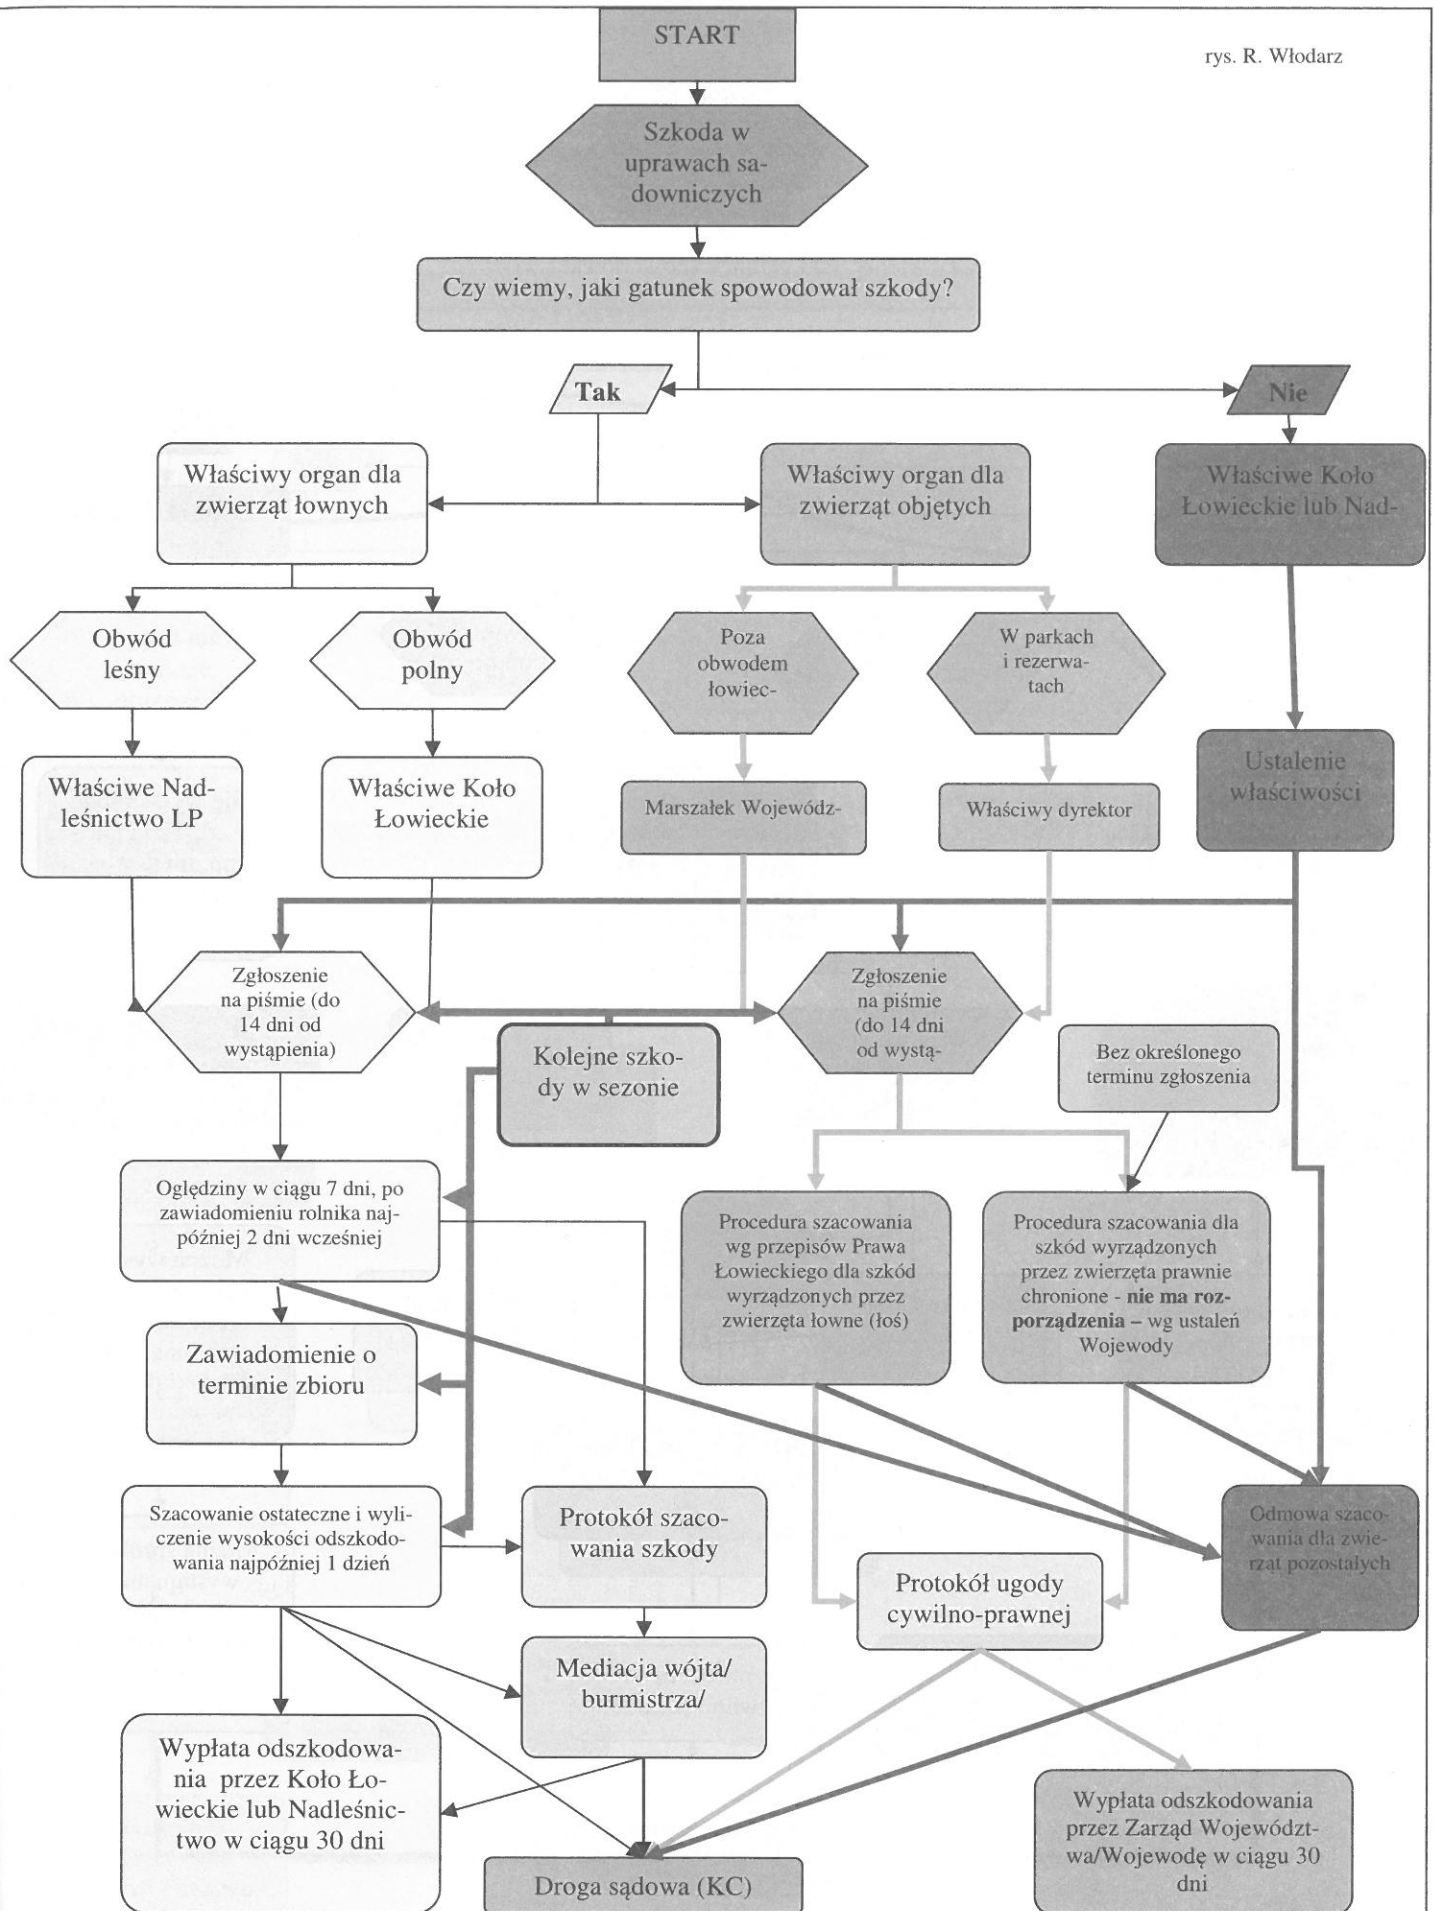 START
rys. R. Włodarz
Szkoda w
uprawach sa-
downiczych
Czy wiemy, jaki gatunek spowodował szkody?
Tak
Nie
Właściwy organ dla
zwierząt łownych
Właściwy organ dla
zwierząt objętych
Właściwe Koło
Łowieckie lub Nad-
Obwód
leśny
Obwód
polny
Poza
obwodem
łowiec-
W parkach
i rezerwa-
tach
Właściwe Nad-
leśnictwo LP
Właściwe Koło
Łowieckie
Marszałek Wojewódz-
Właściwy dyrektor
Ustalenie
właściwości
Zgłoszenie
na piśmie (do
14 dni od
wystąpienia)
Zgłoszenie
na piśmie
(do 14 dni
od wystą-
Kolejne szko-
dy w sezonie
Bez określonego
terminu zgłoszenia
Oględziny w ciągu 7 dni, po
zawiadomieniu rolnika naj-
później 2 dni wcześniej
Procedura szacowania
wg przepisów Prawa
Łowieckiego dla szkód
wyrządzonych przez
zwierzęta łowne (łoś)
Procedura szacowania dla
szkód wyrządzonych
przez zwierzęta prawnie
chronione - nie ma roz-
porządzenia – wg ustaleń
Wojewody
Zawiadomienie o
terminie zbioru
Szacowanie ostateczne i wyli-
czenie wysokości odszkodo-
wania najpóźniej 1 dzień
Protokół szaco-
wania szkody
Odmowa szaco-
wania dla zwie-
rząt pozostałych
Protokół ugody
cywilno-prawnej
Mediacja wójta/
burmistrza/
Wypłata odszkodowa-
nia przez Koło Ło-
wieckie lub Nadleśnic-
two w ciągu 30 dni
Wypłata odszkodowania
przez Zarząd Województ-
wa/Wojewodę w ciągu 30
dni
Droga sądowa (KC)